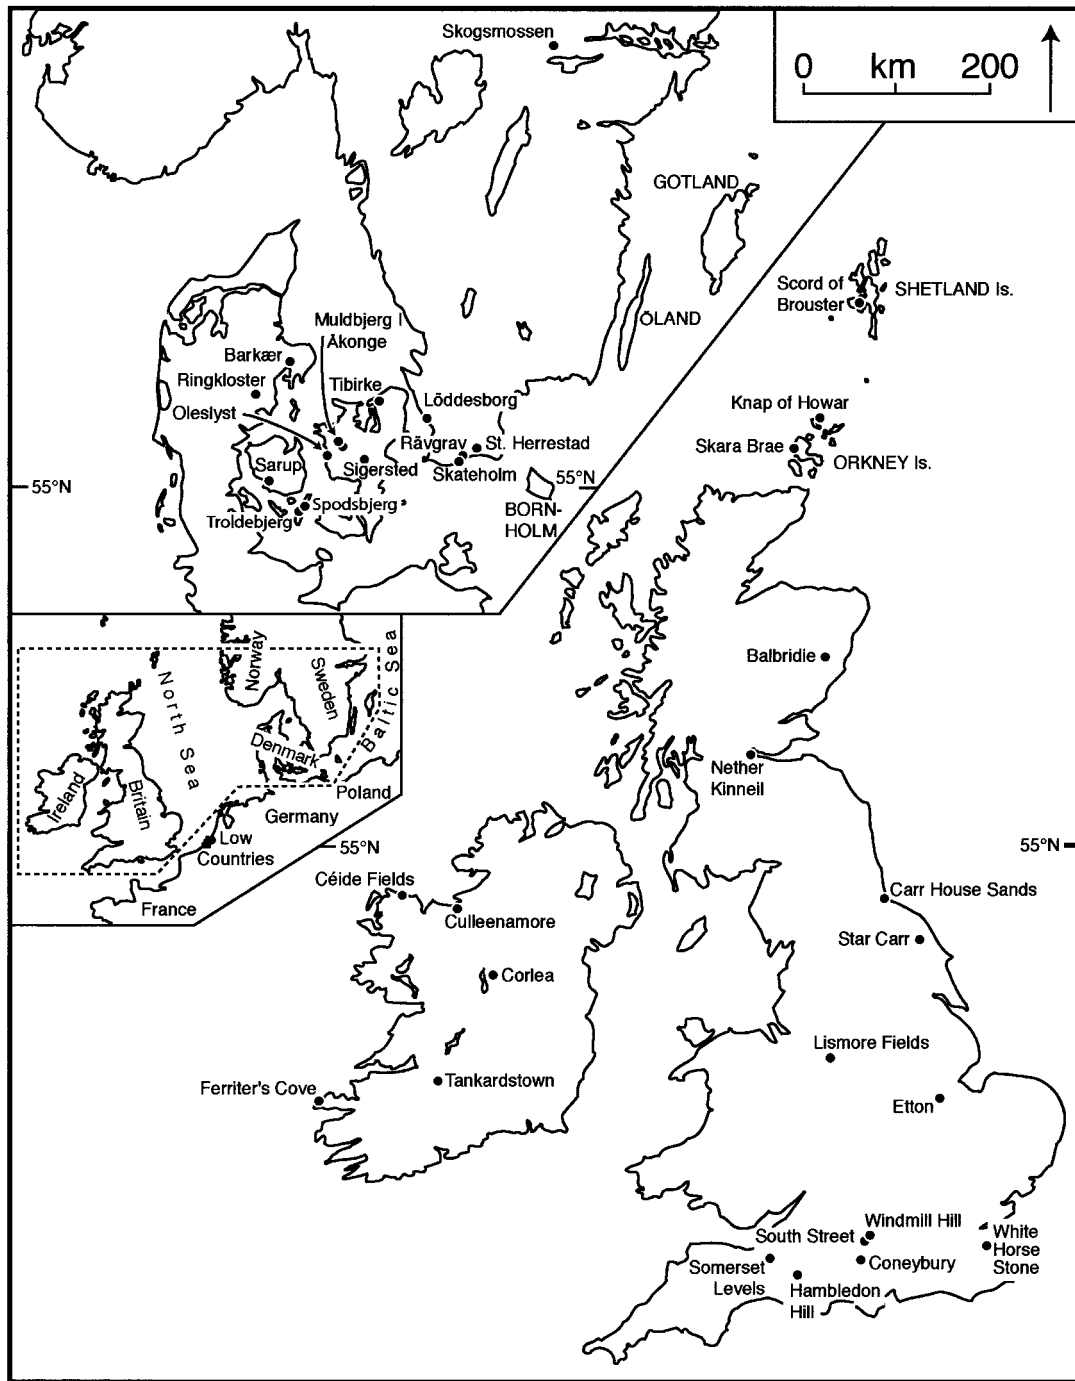 Skogsmossen
0 km 200
GOTLAND
ÖLAND
Muldbjerg I
Åkonge
Barkær
Ringkloster
Tibirke
Löddesborg
Oleslyst
Rävgrav
St. Herrestad
Sarup
Sigersted
Skateholm
55°N
55°N
BORN-
HOLM
Spodsbjerg
Troldebjerg
Scord of
Brouster
SHETLAND Is.
Knap of Howar
Skara Brae
ORKNEY Is.
Balbridie
Nether
Kinneil
Norway
Sweden
Baltic Sea
North Sea
Denmark
Ireland
Britain
Poland
Germany
Low
Countries
France
55°N
55°N
Céide Fields
Culleenamore
Carr House Sands
Star Carr
Corlea
Lismore Fields
Tankardstown
Ferriter's Cove
Etton
Windmill Hill
South Street
White
Horse
Stone
Somerset
Levels
Coneybury
Hambledon
Hill